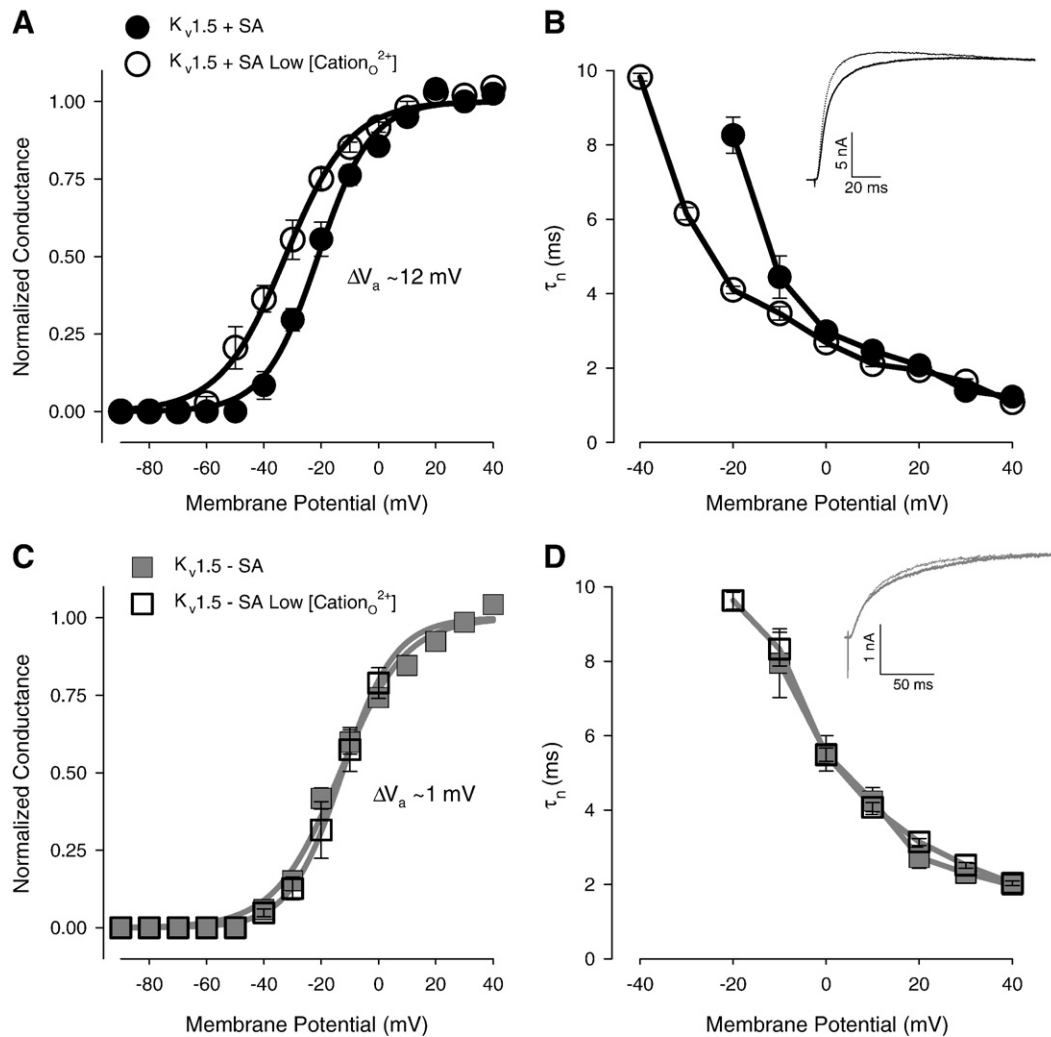 A
Kv1.5 + SA
Kv1.5 + SA Low [CationO2+]
1.00
0.75
0.50
0.25
0.00
Normalized Conductance
ΔVa ~12 mV
-80 -60 -40 -20 0 20 40
Membrane Potential (mV)
B
10
8
6
4
2
0
τn (ms)
5 nA
20 ms
-40 -20 0 20 40
Membrane Potential (mV)
C
Kv1.5 - SA
Kv1.5 - SA Low [CationO2+]
1.00
0.75
0.50
0.25
0.00
Normalized Conductance
ΔVa ~1 mV
-80 -60 -40 -20 0 20 40
Membrane Potential (mV)
D
10
8
6
4
2
0
τn (ms)
1 nA
50 ms
-40 -20 0 20 40
Membrane Potential (mV)